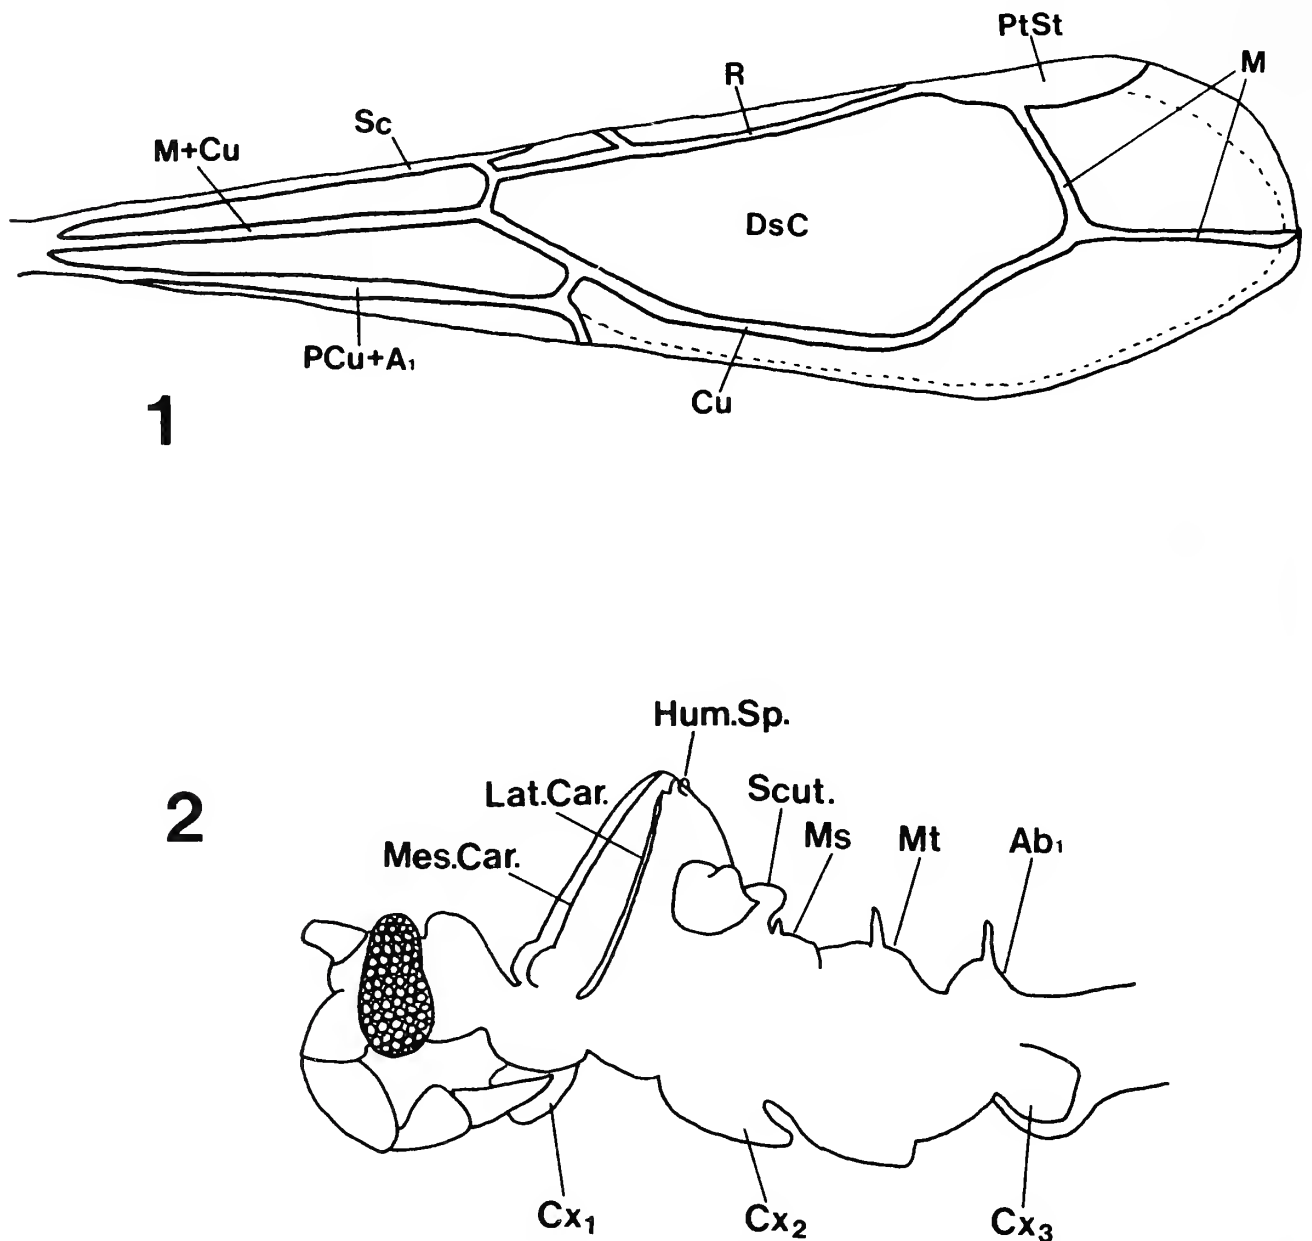 PtSt
M
R
Sc
M+Cu
DsC
PCu+A₁
Cu
1
Hum.Sp.
Lat.Car.
Scut.
2
Ms
Mt
Ab₁
Mes.Car.
Cx₁
Cx₂
Cx₃